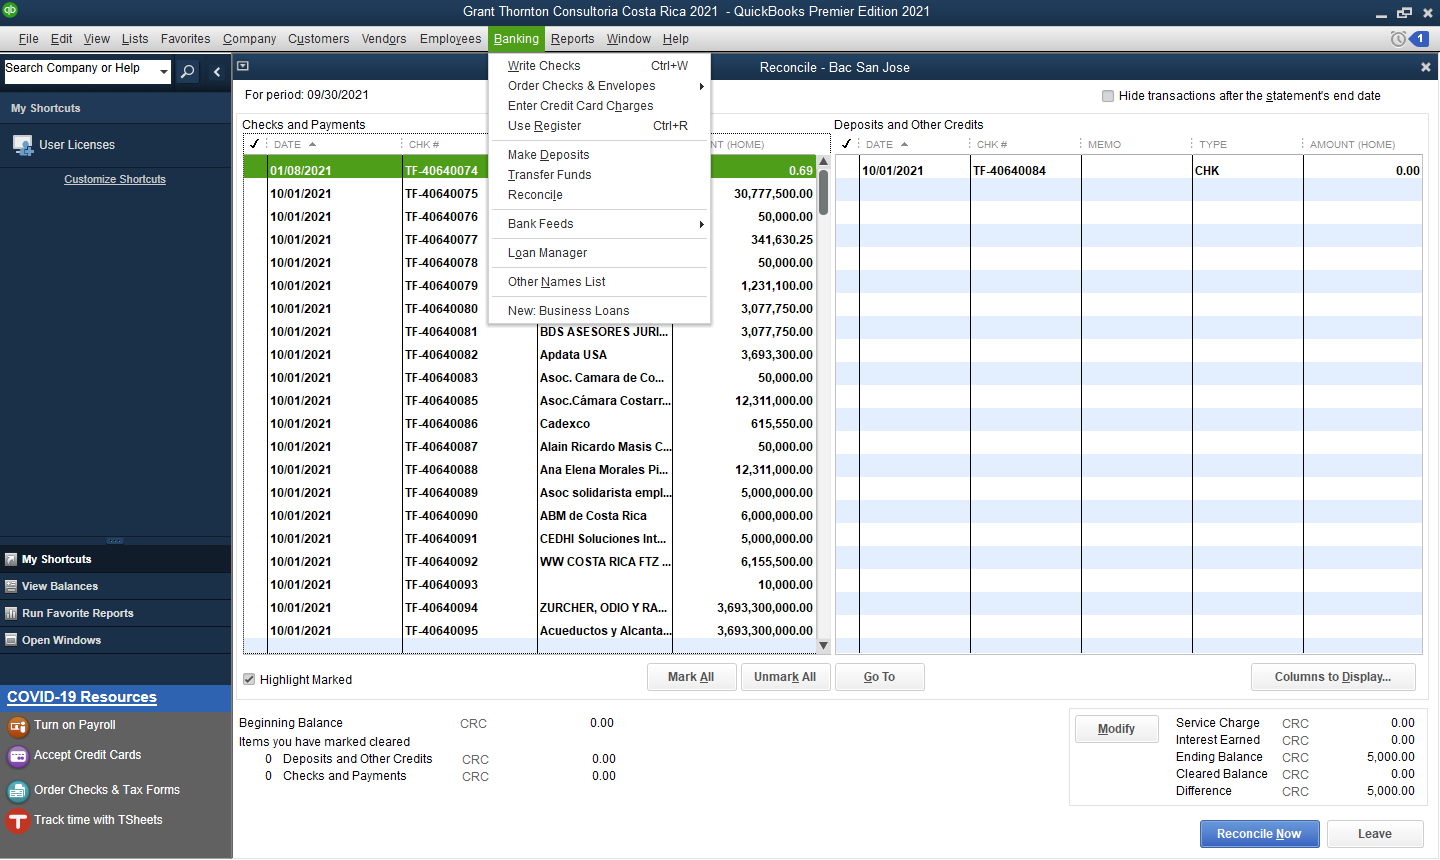 Grant Thornton Consultoria Costa Rica 2021 - QuickBooks Premier Edition 2021
File Edit View Lists Favorites Company Customers Vendors Employees Banking Reports Window Help
1
Search Company or Help
My Shortcuts
User Licenses
Customize Shortcuts
My Shortcuts
View Balances
Run Favorite Reports
Open Windows
COVID-19 Resources
Turn on Payroll
Accept Credit Cards
Order Checks & Tax Forms
Track time with TSheets
Write Checks Ctrl+W
Order Checks & Envelopes
Enter Credit Card Charges
Use Register Ctrl+R
Make Deposits
Transfer Funds
Reconcile
Bank Feeds
Loan Manager
Other Names List
New: Business Loans
Reconcile - Bac San Jose
For period: 09/30/2021
Hide transactions after the statement's end date
Checks and Payments
✓ DATE CHK # NT (HOME)
01/08/2021 TF-40640074 0.69
10/01/2021 TF-40640075 30,777,500.00
10/01/2021 TF-40640076 50,000.00
10/01/2021 TF-40640077 341,630.25
10/01/2021 TF-40640078 50,000.00
10/01/2021 TF-40640079 1,231,100.00
10/01/2021 TF-40640080 3,077,750.00
10/01/2021 TF-40640081 BDS ASESORES JURI... 3,077,750.00
10/01/2021 TF-40640082 Apdata USA 3,693,300.00
10/01/2021 TF-40640083 Asoc. Camara de Co... 50,000.00
10/01/2021 TF-40640085 Asoc.Cámara Costarr... 12,311,000.00
10/01/2021 TF-40640086 Cadexco 615,550.00
10/01/2021 TF-40640087 Alain Ricardo Masis C... 50,000.00
10/01/2021 TF-40640088 Ana Elena Morales Pi... 12,311,000.00
10/01/2021 TF-40640089 Asoc solidarista empl... 5,000,000.00
10/01/2021 TF-40640090 ABM de Costa Rica 6,000,000.00
10/01/2021 TF-40640091 CEDHI Soluciones Int... 5,000,000.00
10/01/2021 TF-40640092 WW COSTA RICA FTZ ... 6,155,500.00
10/01/2021 TF-40640093 10,000.00
10/01/2021 TF-40640094 ZURCHER, ODIO Y RA... 3,693,300,000.00
10/01/2021 TF-40640095 Acueductos y Alcanta... 3,693,300,000.00
Deposits and Other Credits
✓ DATE CHK # MEMO TYPE AMOUNT (HOME)
10/01/2021 TF-40640084 CHK 0.00
Highlight Marked
Mark All Unmark All Go To Columns to Display...
Beginning Balance CRC 0.00
Items you have marked cleared
0 Deposits and Other Credits CRC 0.00
0 Checks and Payments CRC 0.00
Modify
Service Charge CRC 0.00
Interest Earned CRC 0.00
Ending Balance CRC 5,000.00
Cleared Balance CRC 0.00
Difference CRC 5,000.00
Reconcile Now Leave